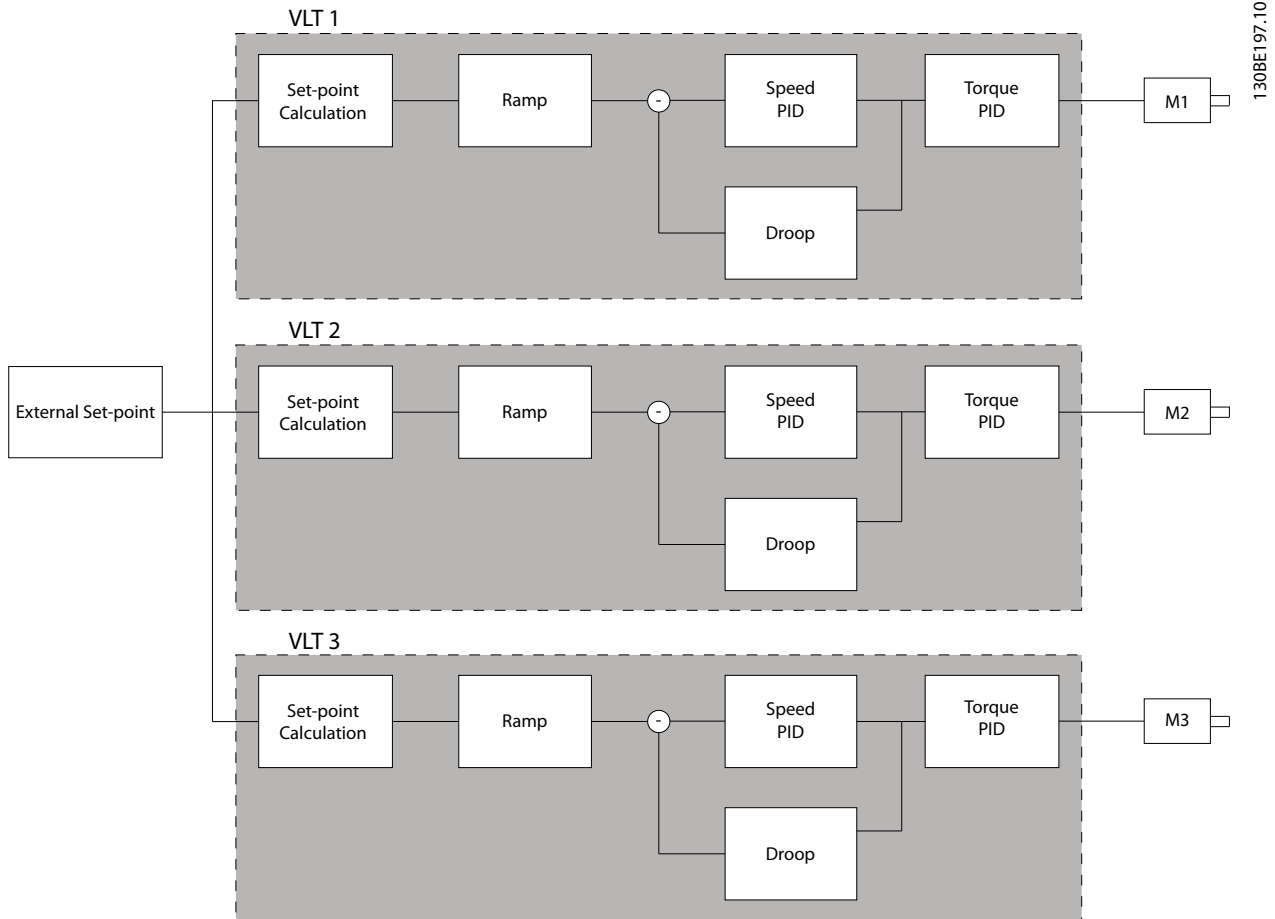 130BE197.10
VLT 1
Set-point
Calculation
Ramp
-
Speed
PID
Torque
PID
M1
Droop
VLT 2
External Set-point
Set-point
Calculation
Ramp
-
Speed
PID
Torque
PID
M2
Droop
VLT 3
Set-point
Calculation
Ramp
-
Speed
PID
Torque
PID
M3
Droop